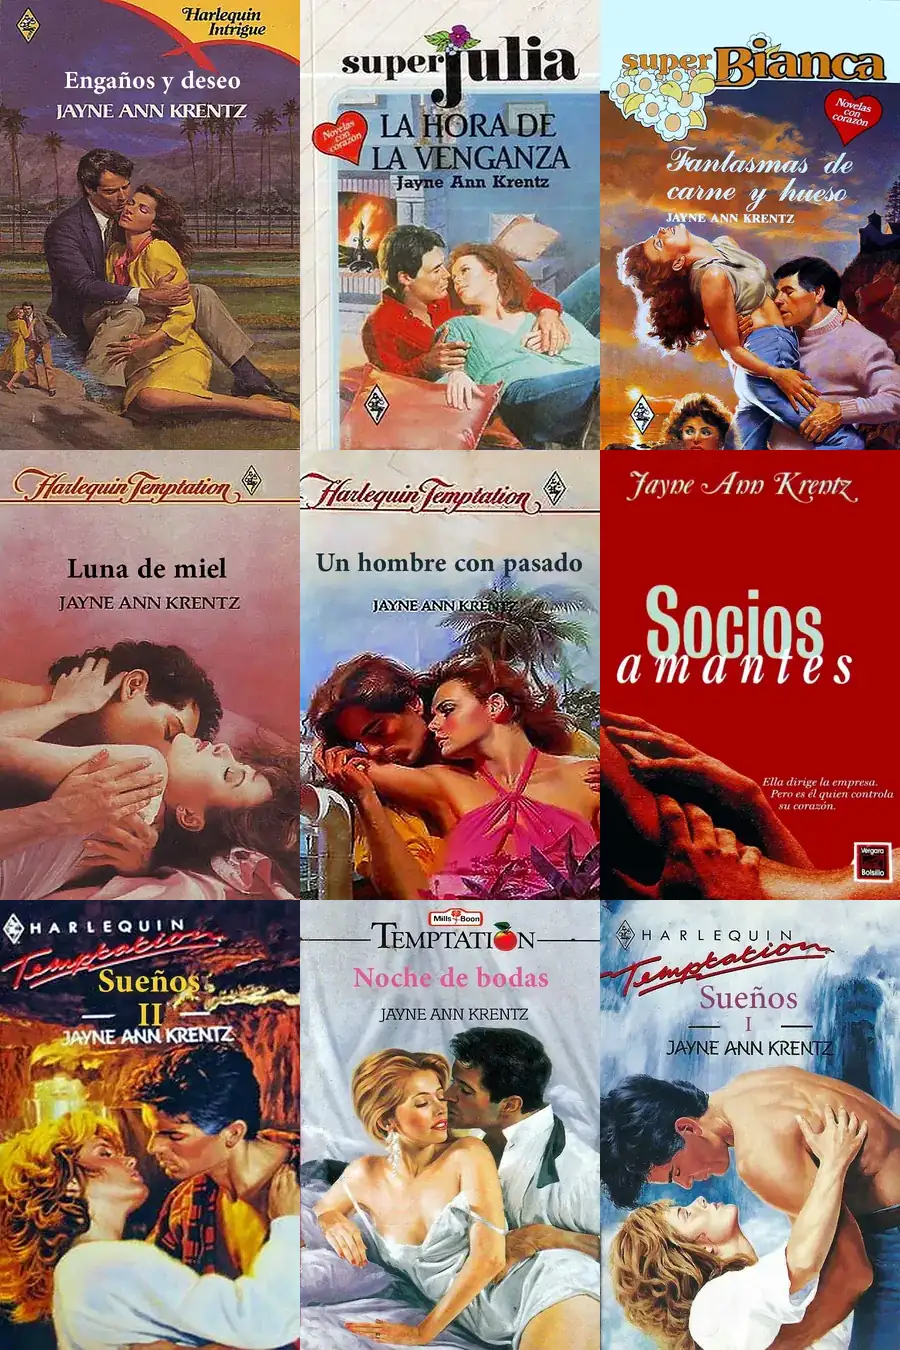 Harlequin
Intrigue
Engaños y deseo
JAYNE ANN KRENTZ
super Julia
Novelas
con
corazón
LA HORA DE
LA VENGANZA
Jayne Ann Krentz
super Bianca
Novelas
con
corazón
Fantasmas de
carne y hueso
JAYNE ANN KRENTZ
Harlequin Temptation
Luna de miel
JAYNE ANN KRENTZ
Harlequin Temptation
Un hombre con pasado
JAYNE ANN KRENTZ
Jayne Ann Krentz
Socios
amantes
Ella dirige la empresa.
Pero es él quien controla
su corazón.
Vergara
Bolsillo
HARLEQUIN
Temptation
Sueños
II
JAYNE ANN KRENTZ
Mills & Boon
TEMPTATION
Noche de bodas
JAYNE ANN KRENTZ
HARLEQUIN
Temptation
Sueños
I
JAYNE ANN KRENTZ